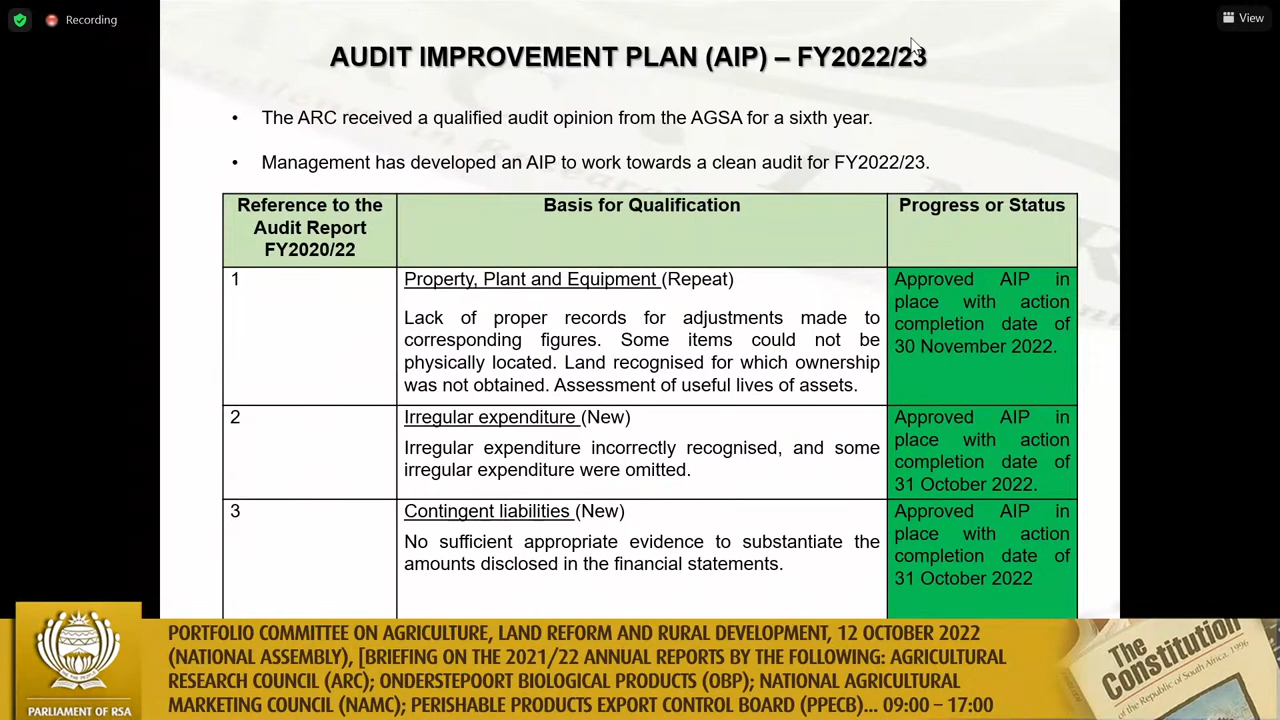 Recording
View
AUDIT IMPROVEMENT PLAN (AIP) – FY2022/23
• The ARC received a qualified audit opinion from the AGSA for a sixth year.
• Management has developed an AIP to work towards a clean audit for FY2022/23.
Reference to the
Audit Report
FY2020/22
Basis for Qualification
Progress or Status
1
Property, Plant and Equipment (Repeat)
Lack of proper records for adjustments made to
corresponding figures. Some items could not be
physically located. Land recognised for which ownership
was not obtained. Assessment of useful lives of assets.
Approved AIP in
place with action
completion date of
30 November 2022.
2
Irregular expenditure (New)
Irregular expenditure incorrectly recognised, and some
irregular expenditure were omitted.
Approved AIP in
place with action
completion date of
31 October 2022.
3
Contingent liabilities (New)
No sufficient appropriate evidence to substantiate the
amounts disclosed in the financial statements.
Approved AIP in
place with action
completion date of
31 October 2022
PORTFOLIO COMMITTEE ON AGRICULTURE, LAND REFORM AND RURAL DEVELOPMENT, 12 OCTOBER 2022
(NATIONAL ASSEMBLY), [BRIEFING ON THE 2021/22 ANNUAL REPORTS BY THE FOLLOWING: AGRICULTURAL
RESEARCH COUNCIL (ARC); ONDERSTEPOORT BIOLOGICAL PRODUCTS (OBP); NATIONAL AGRICULTURAL
MARKETING COUNCIL (NAMC); PERISHABLE PRODUCTS EXPORT CONTROL BOARD (PPECB)... 09:00 – 17:00
PARLIAMENT OF RSA
The
Constitution
of the Republic of South Africa, 1996